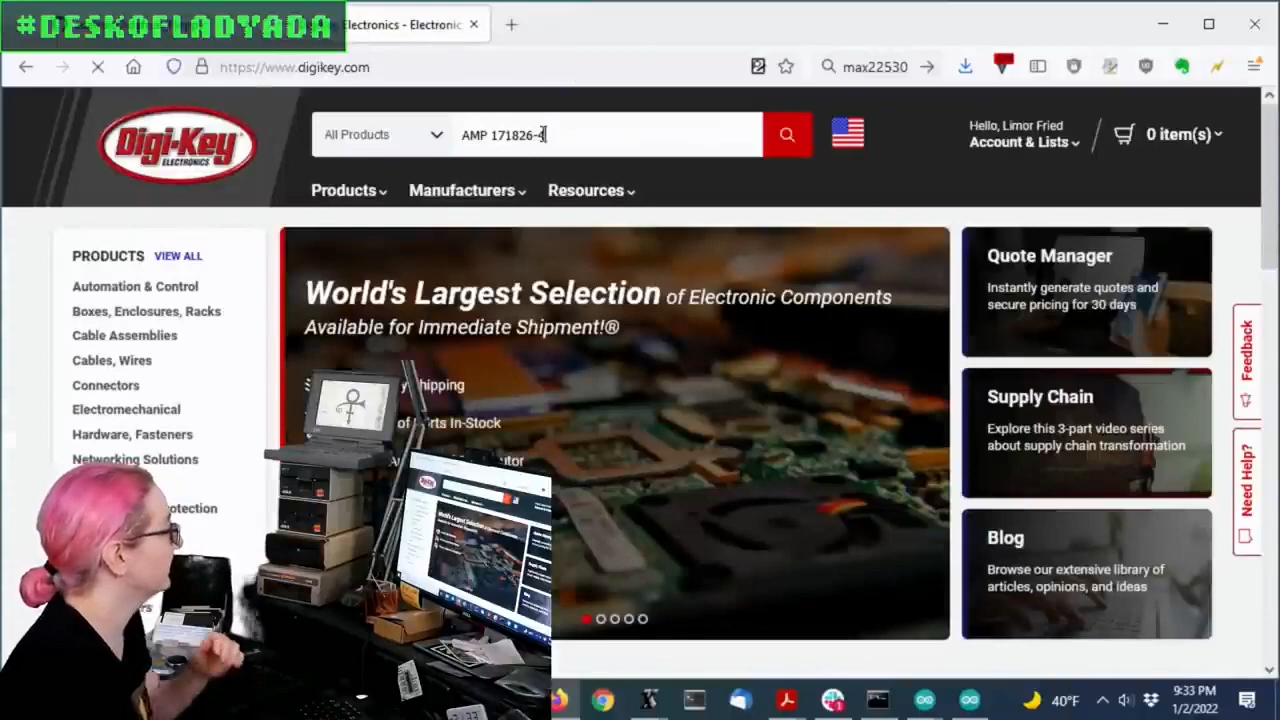 #DESKOFLADYADA
Electronics - Electronic
https://www.digikey.com
max22530
Digi-Key
ELECTRONICS
All Products
AMP 171826-4
Hello, Limor Fried
Account & Lists
0 item(s)
Products
Manufacturers
Resources
PRODUCTS VIEW ALL
Automation & Control
Boxes, Enclosures, Racks
Cable Assemblies
Cables, Wires
Connectors
Electromechanical
Hardware, Fasteners
Networking Solutions
World's Largest Selection of Electronic Components
Available for Immediate Shipment!®
shipping
In-Stock
Quote Manager
Instantly generate quotes and
secure pricing for 30 days
Supply Chain
Explore this 3-part video series
about supply chain transformation
Blog
Browse our extensive library of
articles, opinions, and ideas
Feedback
Need Help?
40°F
9:33 PM
1/2/2022